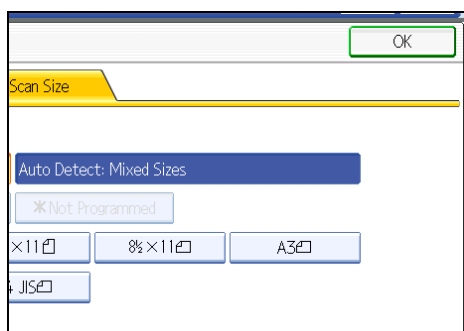 OK
Scan Size
Auto Detect: Mixed Sizes
*Not Programmed
×11 8½×11 A3
JIS